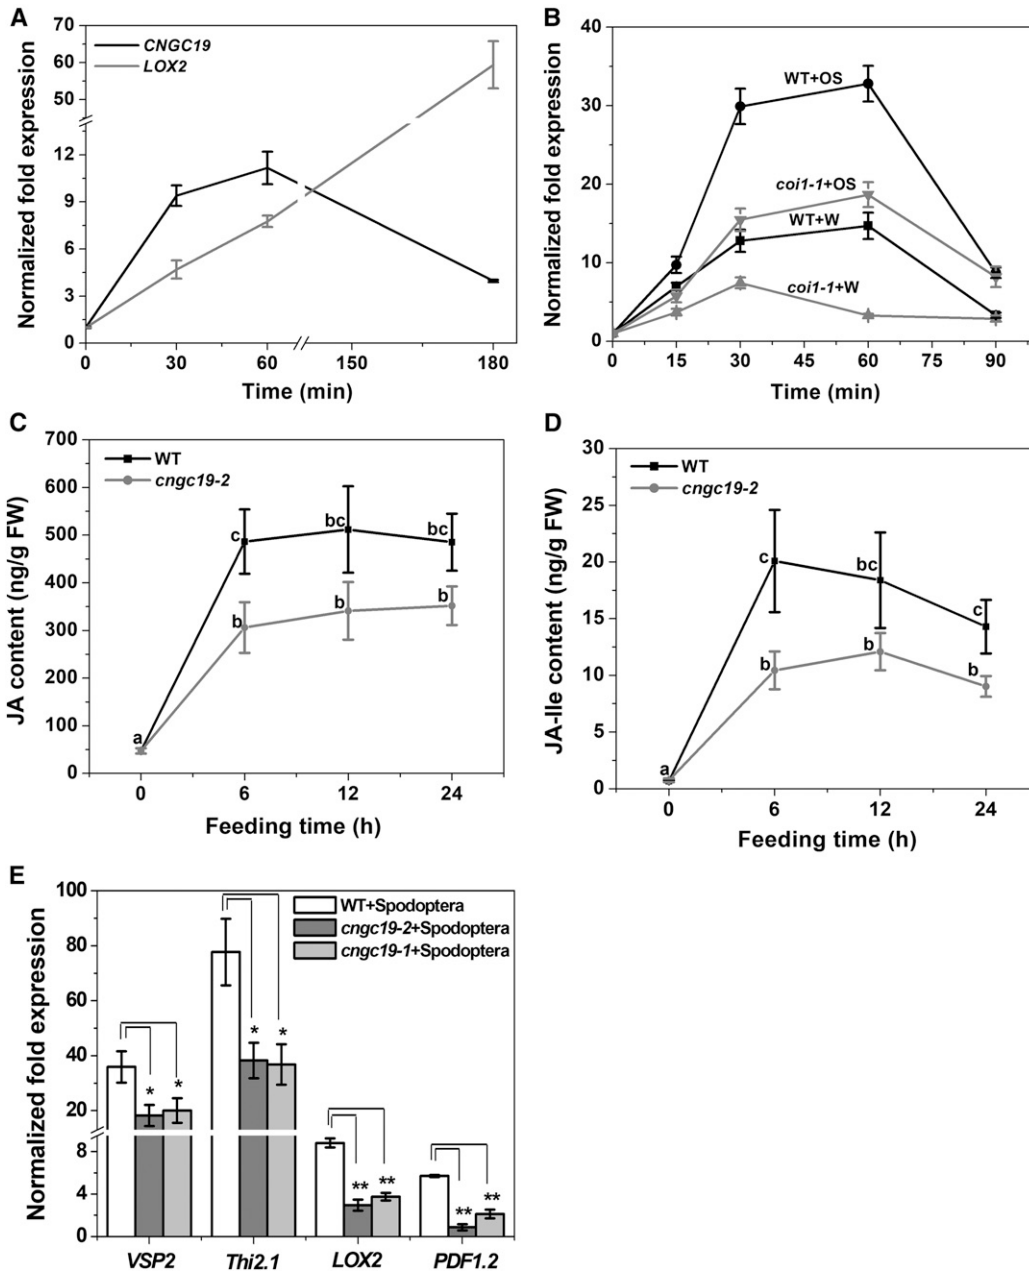 A
Normalized fold expression
70
60
50
12
9
6
3
0
CNGC19
LOX2
0 30 60 150 180
Time (min)
B
Normalized fold expression
40
30
20
10
0
WT+OS
coi1-1+OS
WT+W
coi1-1+W
0 15 30 45 60 75 90
Time (min)
C
JA content (ng/g FW)
700
600
500
400
300
200
100
0
WT
cngc19-2
a
c
bc
bc
b
b
b
0 6 12 24
Feeding time (h)
D
JA-Ile content (ng/g FW)
30
25
20
15
10
5
0
WT
cngc19-2
a
c
bc
c
b
b
b
0 6 12 24
Feeding time (h)
E
Normalized fold expression
100
80
60
40
20
8
4
0
WT+Spodoptera
cngc19-2+Spodoptera
cngc19-1+Spodoptera
* *
* *
** **
** **
VSP2 Thi2.1 LOX2 PDF1.2